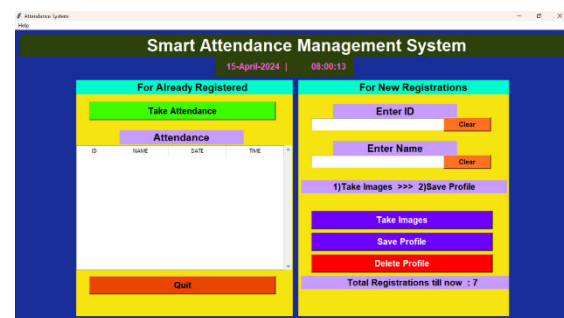 Attendance System
Help
Smart Attendance Management System
15-April-2024 | 08:00:13
For Already Registered
Take Attendance
Attendance
ID NAME DATE TIME
Quit
For New Registrations
Enter ID
Clear
Enter Name
Clear
1)Take Images >>> 2)Save Profile
Take Images
Save Profile
Delete Profile
Total Registrations till now : 7